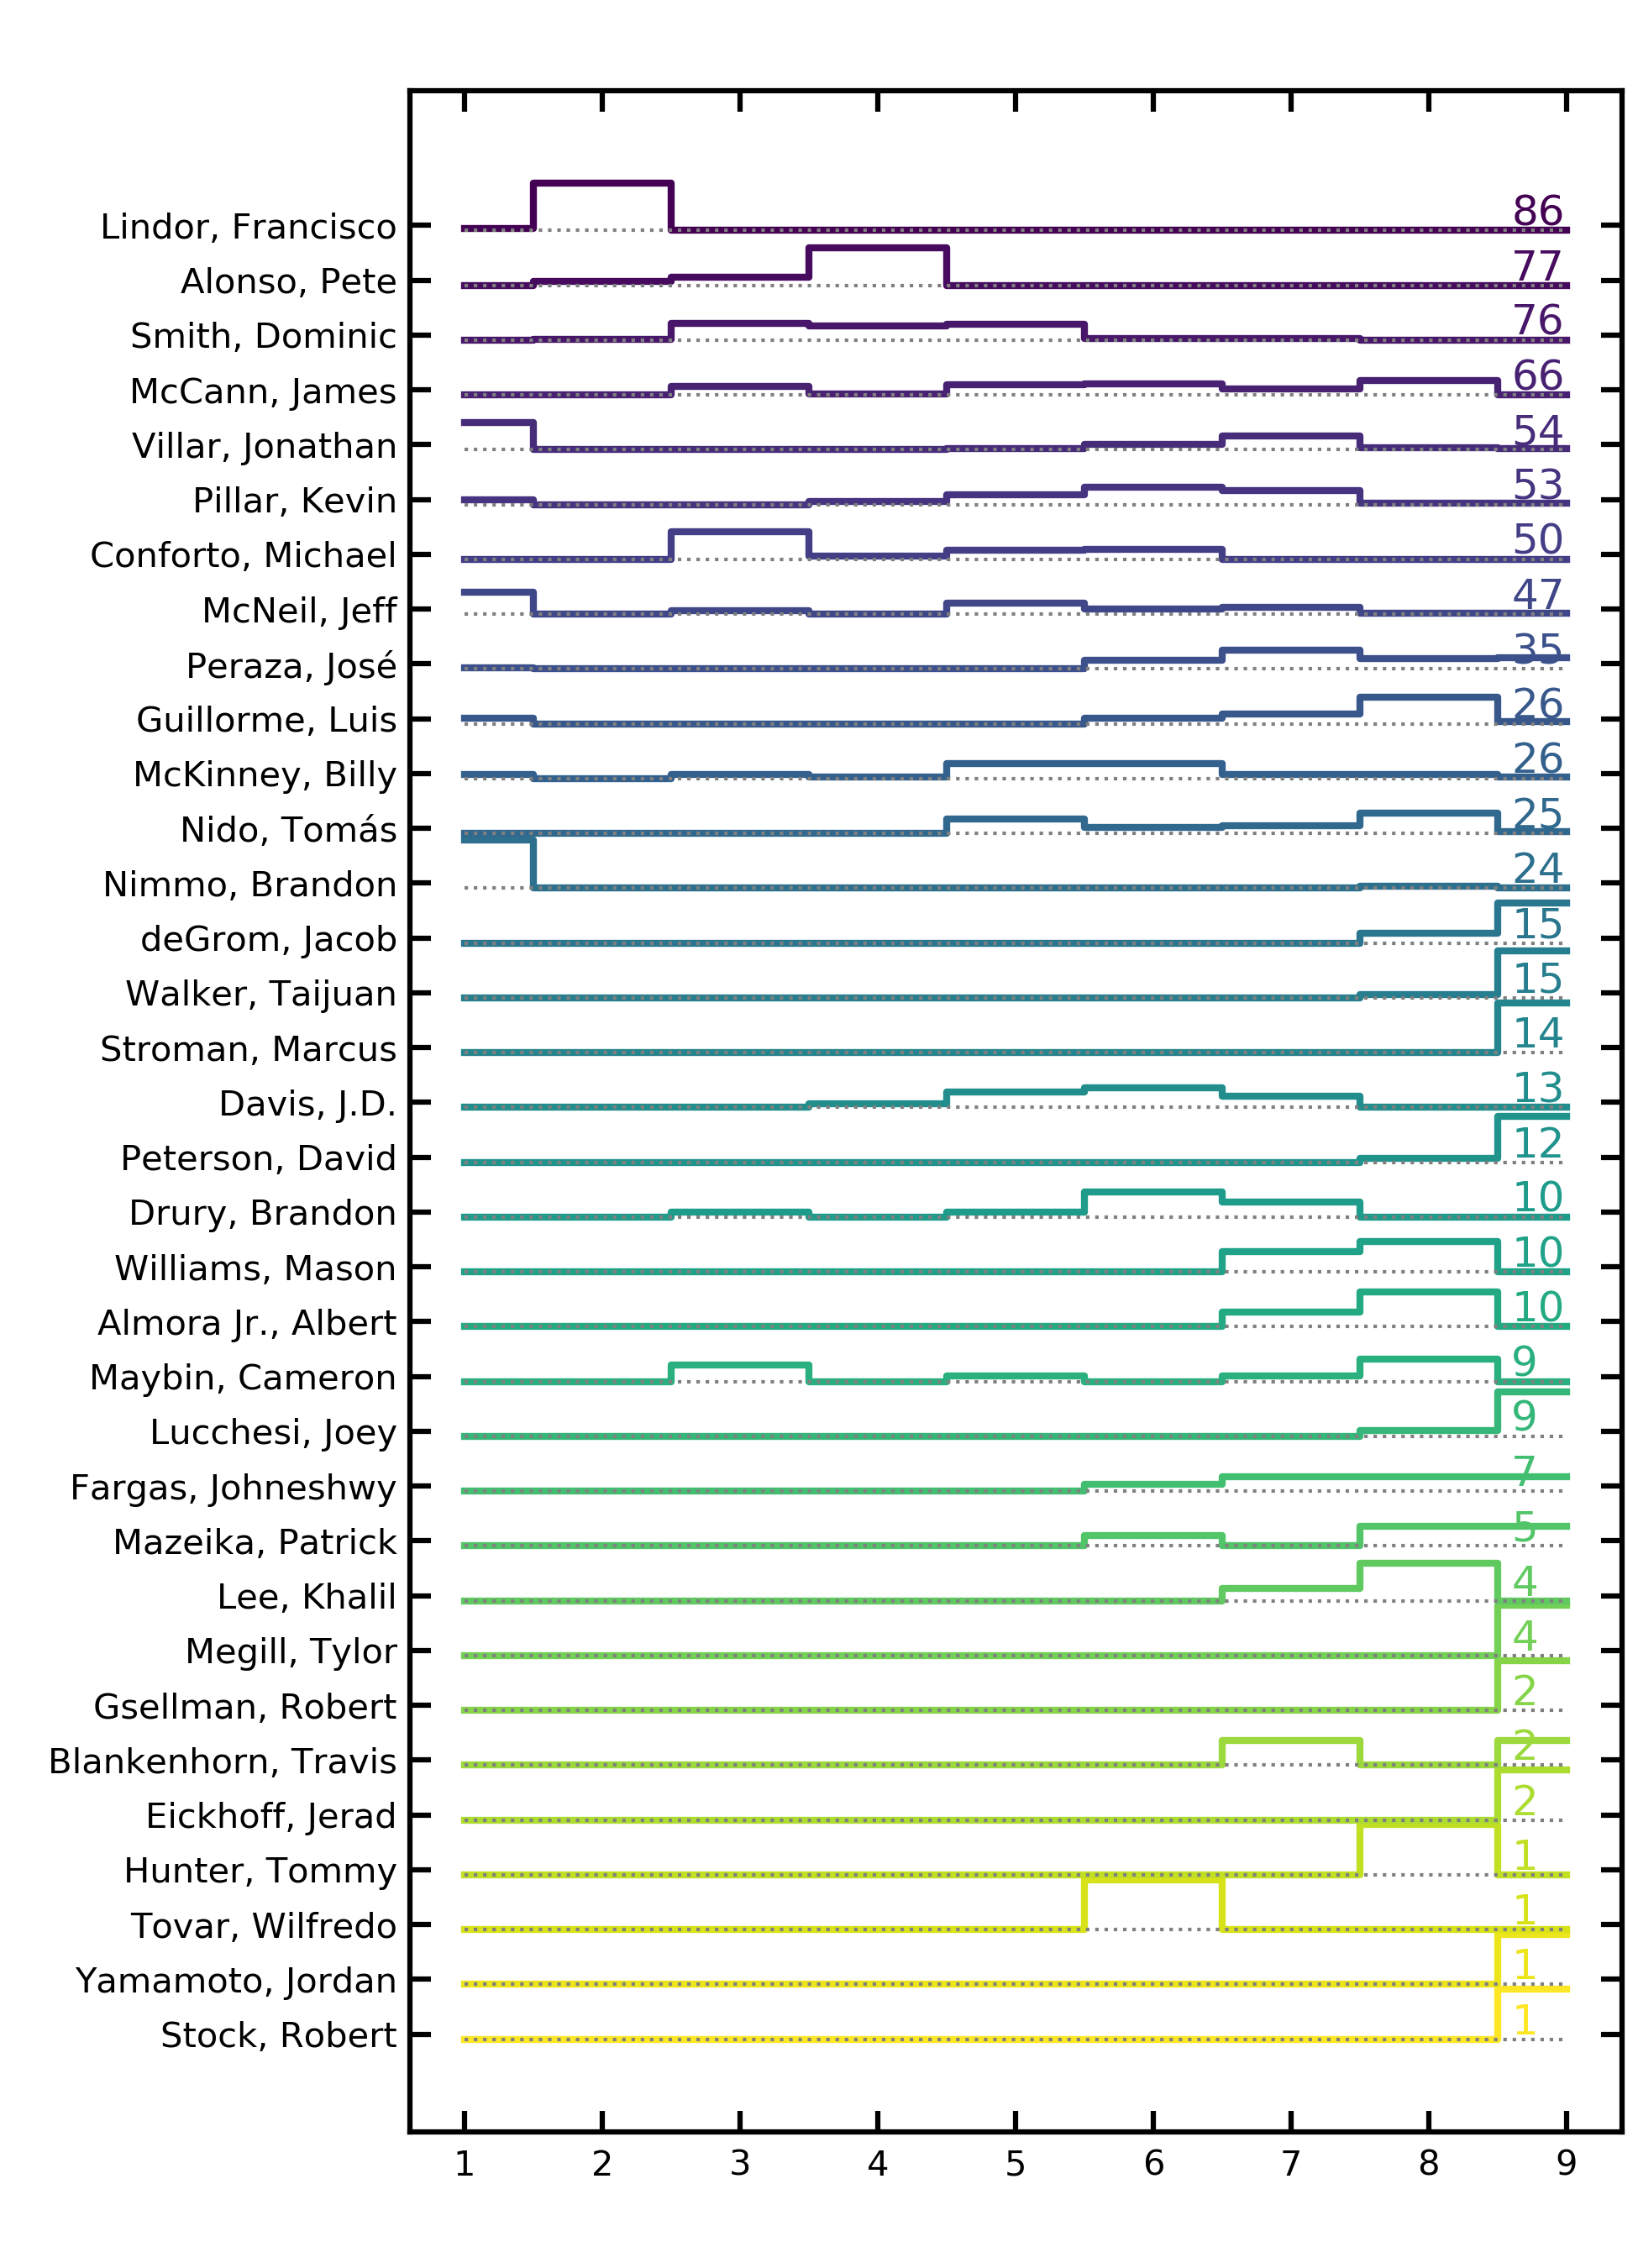 Lindor, Francisco 86
Alonso, Pete 77
Smith, Dominic 76
McCann, James 66
Villar, Jonathan 54
Pillar, Kevin 53
Conforto, Michael 50
McNeil, Jeff 47
Peraza, José 35
Guillorme, Luis 26
McKinney, Billy 26
Nido, Tomás 25
Nimmo, Brandon 24
deGrom, Jacob 15
Walker, Taijuan 15
Stroman, Marcus 14
Davis, J.D. 13
Peterson, David 12
Drury, Brandon 10
Williams, Mason 10
Almora Jr., Albert 10
Maybin, Cameron 9
Lucchesi, Joey 9
Fargas, Johneshwy 7
Mazeika, Patrick 5
Lee, Khalil 4
Megill, Tylor 4
Gsellman, Robert 2
Blankenhorn, Travis 2
Eickhoff, Jerad 2
Hunter, Tommy 1
Tovar, Wilfredo 1
Yamamoto, Jordan 1
Stock, Robert 1
1 2 3 4 5 6 7 8 9